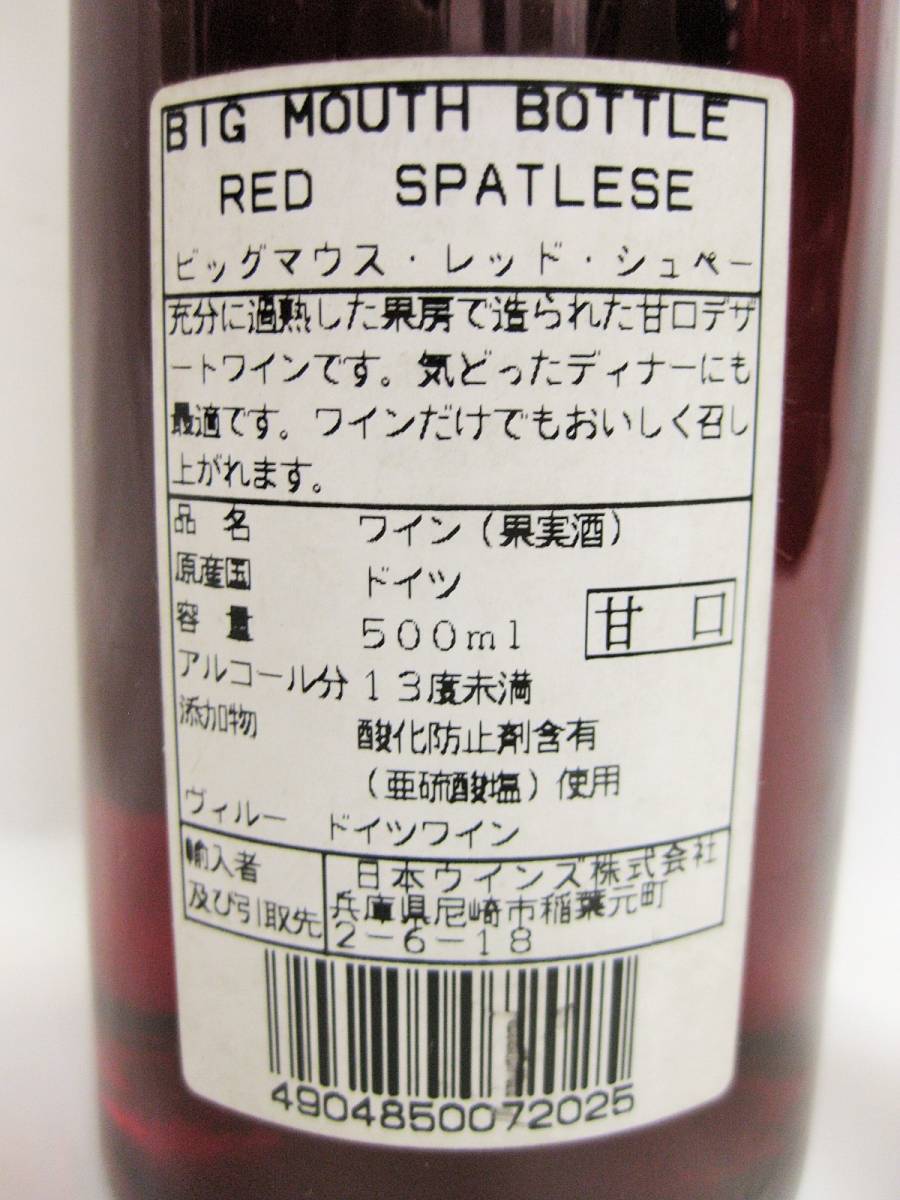 BIG MOUTH BOTTLE
RED SPATLESE
ビッグマウス・レッド・シュペー
充分に過熟した果房で造られた甘口デザ
ートワインです。気どったディナーにも
最適です。ワインだけでもおいしく召し
上がれます。
品名 ワイン(果実酒)
原産国 ドイツ
容量 500ml 甘口
アルコール分 13度未満
添加物 酸化防止剤含有
(亜硫酸塩)使用
ヴィルー ドイツワイン
輸入者 日本ウインズ株式会社
及び引取先 兵庫県尼崎市稲葉元町
2-6-18
4904850072025